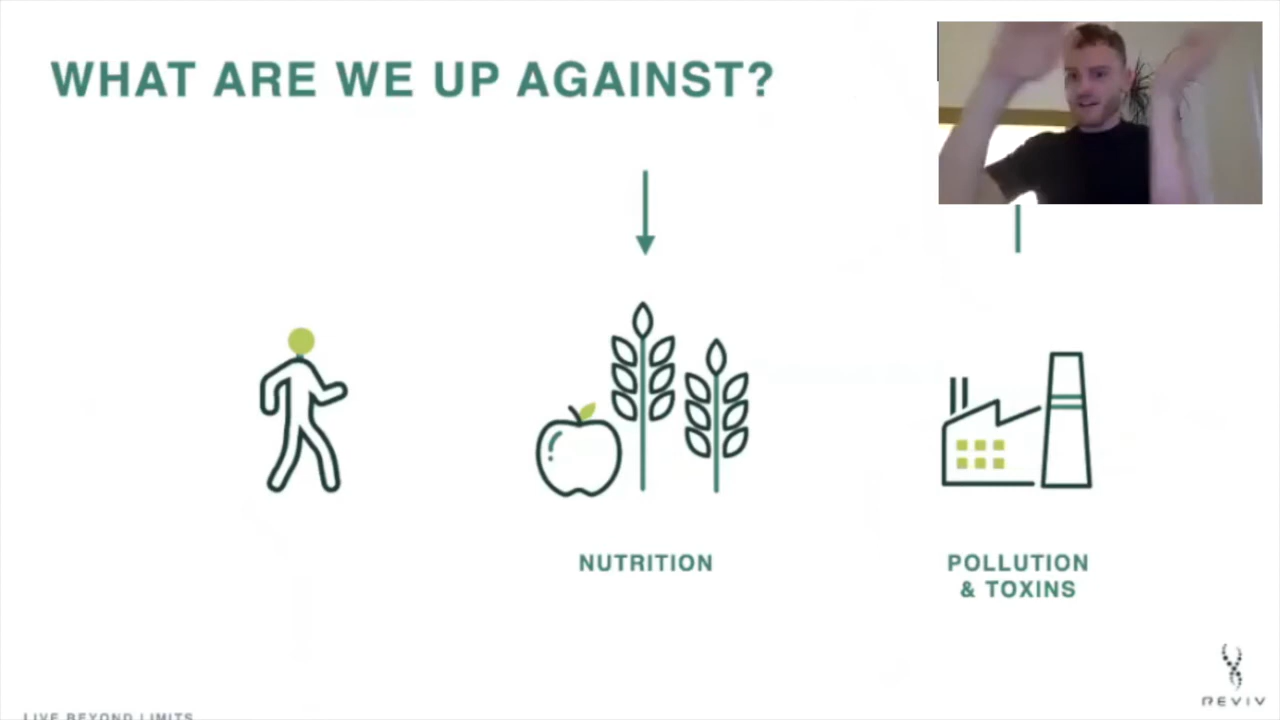 WHAT ARE WE UP AGAINST?
NUTRITION
POLLUTION
& TOXINS
REVIV
LIVE BEYOND LIMITS